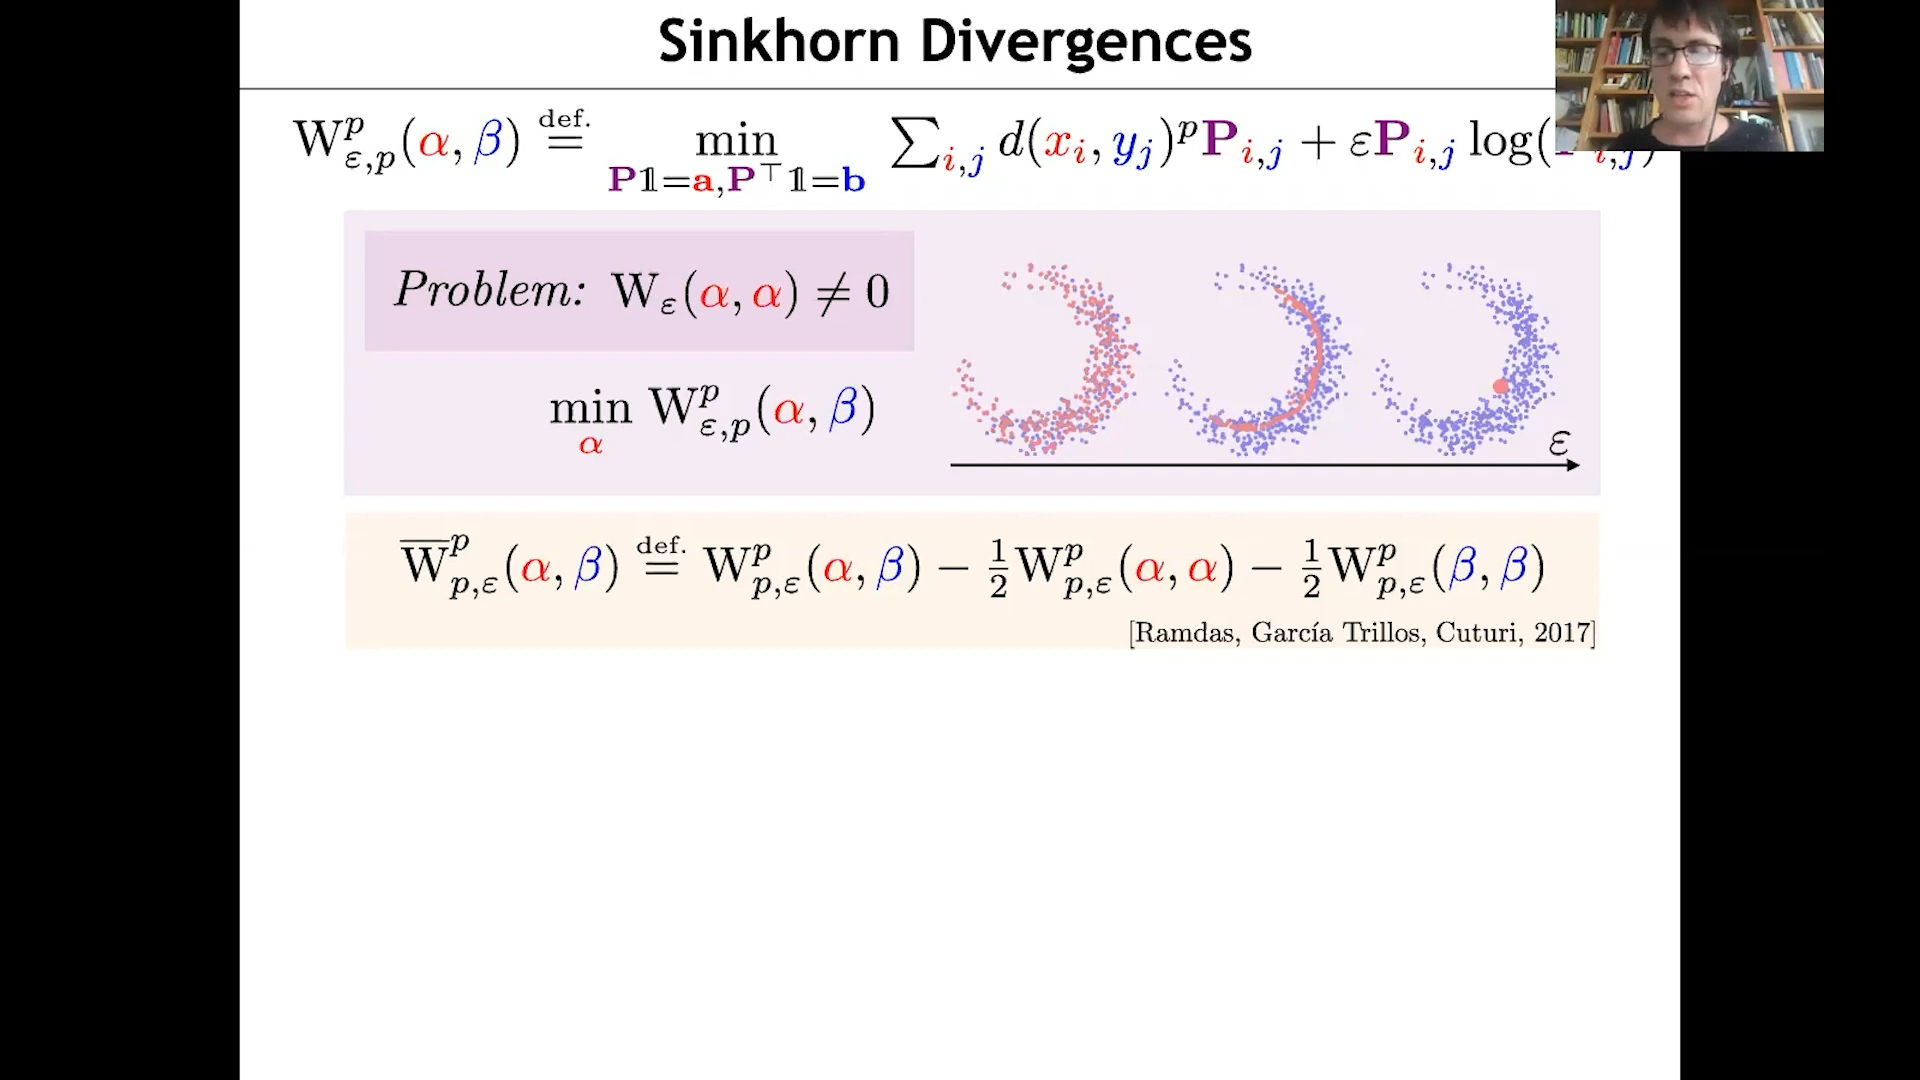 Sinkhorn Divergences
W^p_{ε,p}(α, β) def. = min_{P𝟙=a,P^⊤𝟙=b} ∑_{i,j} d(x_i, y_j)^p P_{i,j} + εP_{i,j} log(
Problem: W_ε(α, α) ≠ 0
min_α W^p_{ε,p}(α, β)
ε
W̅^p_{p,ε}(α, β) def. = W^p_{p,ε}(α, β) − ½W^p_{p,ε}(α, α) − ½W^p_{p,ε}(β, β)
[Ramdas, García Trillos, Cuturi, 2017]